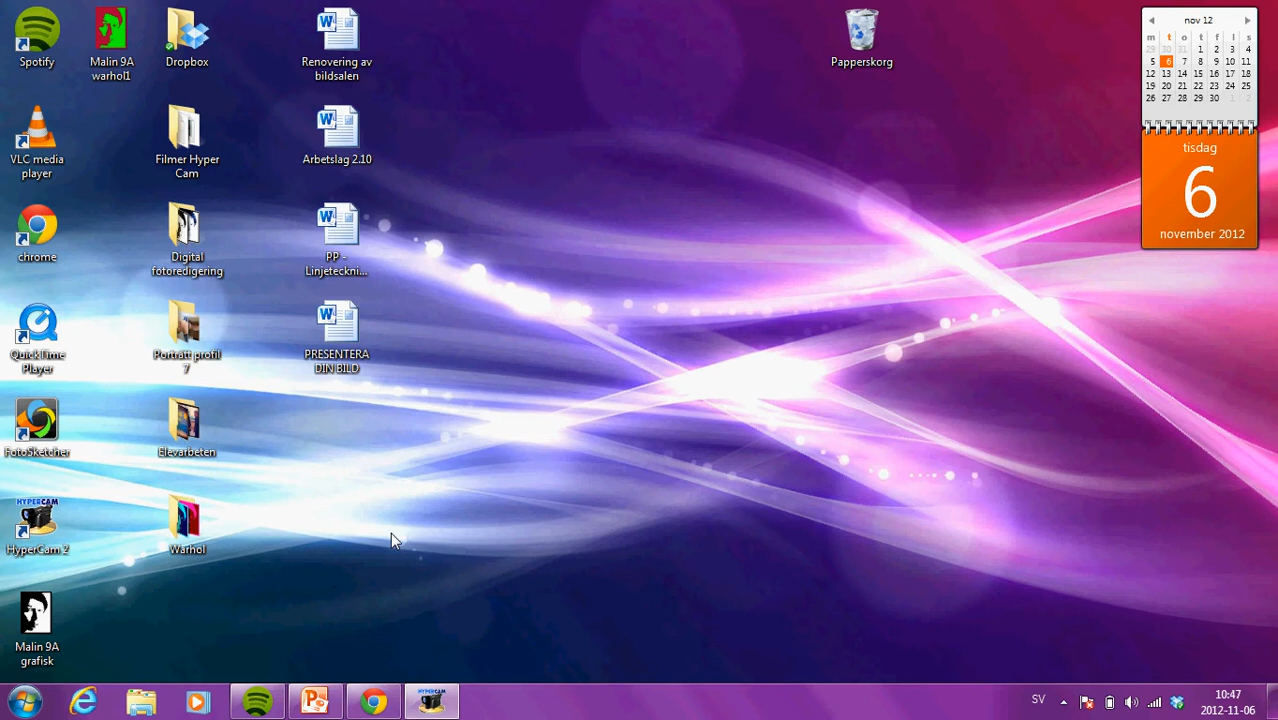 Spotify
Malin 9A
warhol1
Dropbox
Renovering av
bildsalen
Papperskorg
VLC media
player
Filmer Hyper
Cam
Arbetslag 2.10
chrome
Digital
fotoredigering
PP -
Linjeteckni...
QuickTime
Player
Porträtt profil
7
PRESENTERA
DIN BILD
FotoSketcher
Elevarbeten
HYPERCAM
HyperCam 2
Warhol
Malin 9A
grafisk
nov 12
m t o t f l s
29 30 31 1 2 3 4
5 6 7 8 9 10 11
12 13 14 15 16 17 18
19 20 21 22 23 24 25
26 27 28 29 30 1 2
tisdag
6
november 2012
HYPERCAM
SV
10:47
2012-11-06